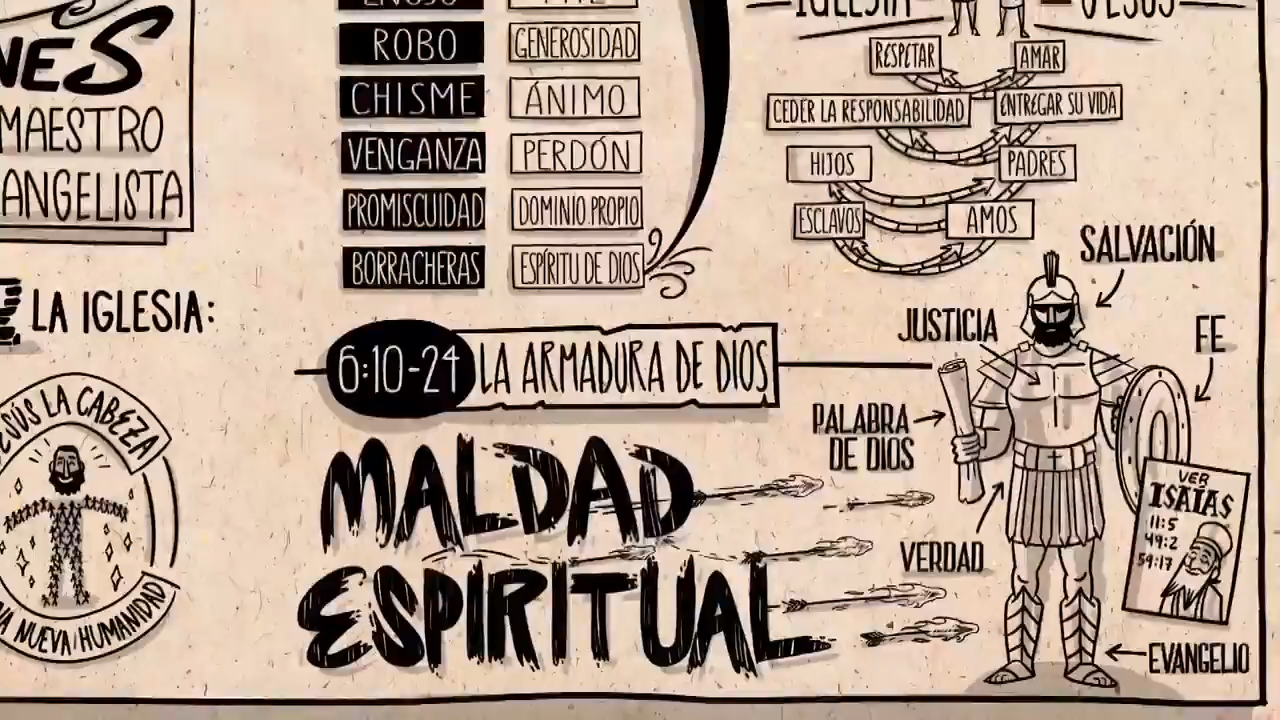 MAESTRO
LA IGLESIA:
LA CABEZA
NUEVA HUMANIDAD
ENOJO
ROBO
GENEROSIDAD
CHISME
ÁNIMO
VENGANZA
PERDÓN
PROMISCUIDAD
DOMINIO PROPIO
BORRACHERAS
ESPÍRITU DE DIOS
IGLESIA
JESÚS
RESPETAR
AMAR
CEDER LA RESPONSABILIDAD
ENTREGAR SU VIDA
HIJOS
PADRES
ESCLAVOS
AMOS
6:10-24 LA ARMADURA DE DIOS
MALDAD
ESPIRITUAL
SALVACIÓN
JUSTICIA
FE
PALABRA
DE DIOS
VERDAD
EVANGELIO
VER
ISAÍAS
11:5
49:2
59:17